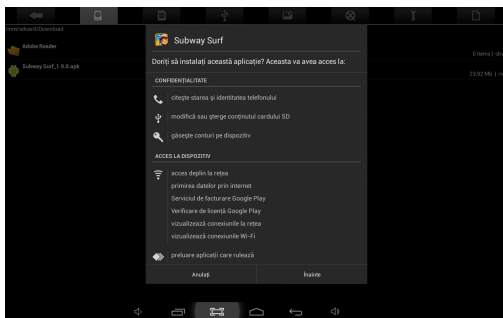 /mnt/sdcard/Download
Adobe Reader
Subway Surf_1.9.0.apk
23,92 Mb | -rw
0 items | -drw
Subway Surf
Doriți să instalați această aplicație? Aceasta va avea acces la:
CONFIDENȚIALITATE
citește starea și identitatea telefonului
modifică sau șterge conținutul cardului SD
găsește conturi pe dispozitiv
ACCES LA DISPOZITIV
acces deplin la rețea
primirea datelor prin internet
Serviciul de facturare Google Play
Verificare de licență Google Play
vizualizează conexiunile la rețea
vizualizează conexiunile Wi-Fi
preluare aplicații care rulează
Anulați
Înainte